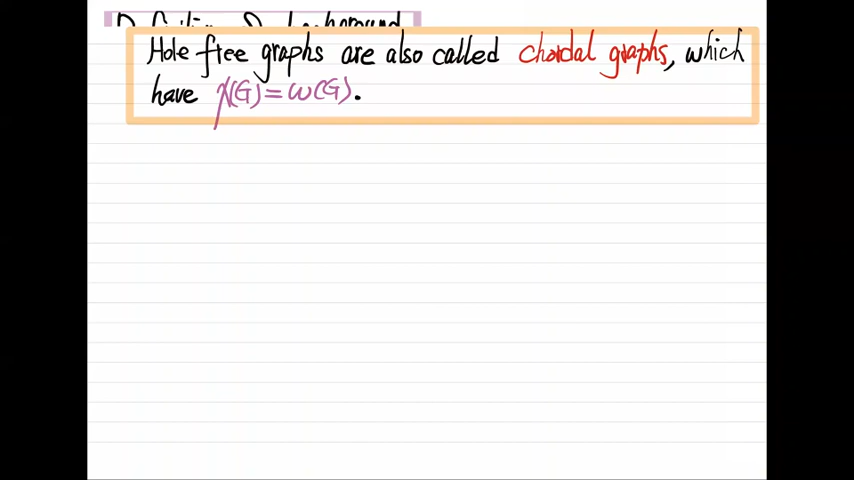 Hole free graphs are also called chordal graphs, which
have χ(G)=ω(G).